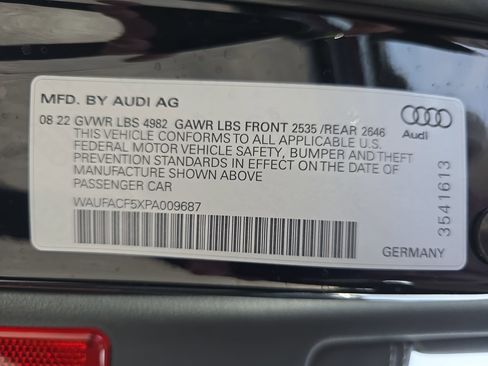 MFD. BY AUDI AG
08 22 GVWR LBS 4982 GAWR LBS FRONT 2535 /REAR 2646
THIS VEHICLE CONFORMS TO ALL APPLICABLE U.S.
FEDERAL MOTOR VEHICLE SAFETY, BUMPER AND THEFT
PREVENTION STANDARDS IN EFFECT ON THE DATE OF
MANUFACTURE SHOWN ABOVE
PASSENGER CAR
WAUFACF5XPA009687
Audi
3541613
GERMANY